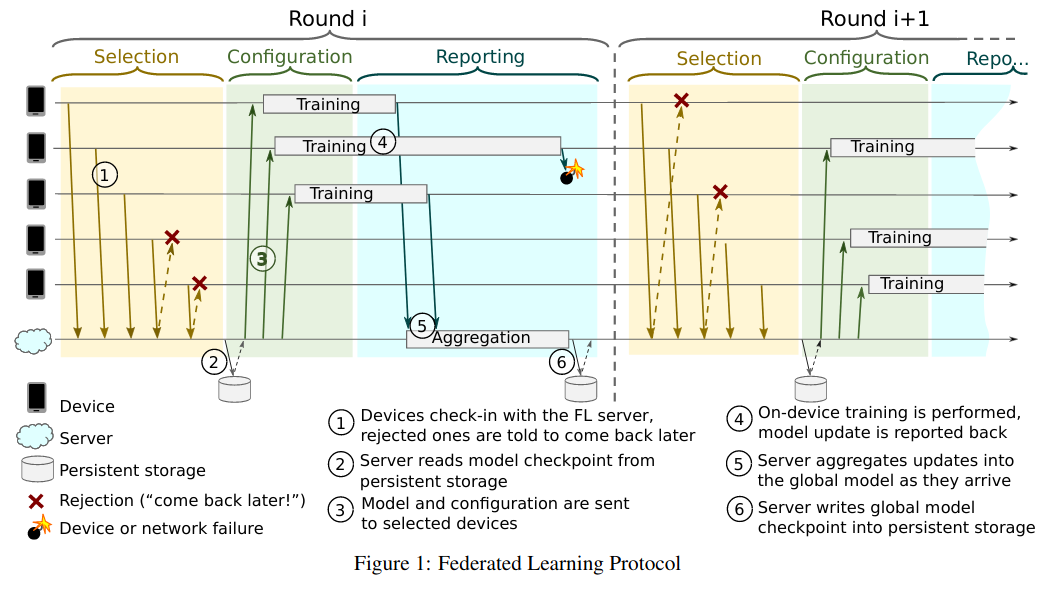 Round i
Round i+1
Selection
Configuration
Reporting
Selection
Configuration
Repo...
Training
Training
4
Training
1
3
Training
Training
Training
5
Aggregation
2
6
Device
Server
Persistent storage
Rejection (“come back later!”)
Device or network failure
1
Devices check-in with the FL server,
rejected ones are told to come back later
2
Server reads model checkpoint from
persistent storage
3
Model and configuration are sent
to selected devices
4
On-device training is performed,
model update is reported back
5
Server aggregates updates into
the global model as they arrive
6
Server writes global model
checkpoint into persistent storage
Figure 1: Federated Learning Protocol